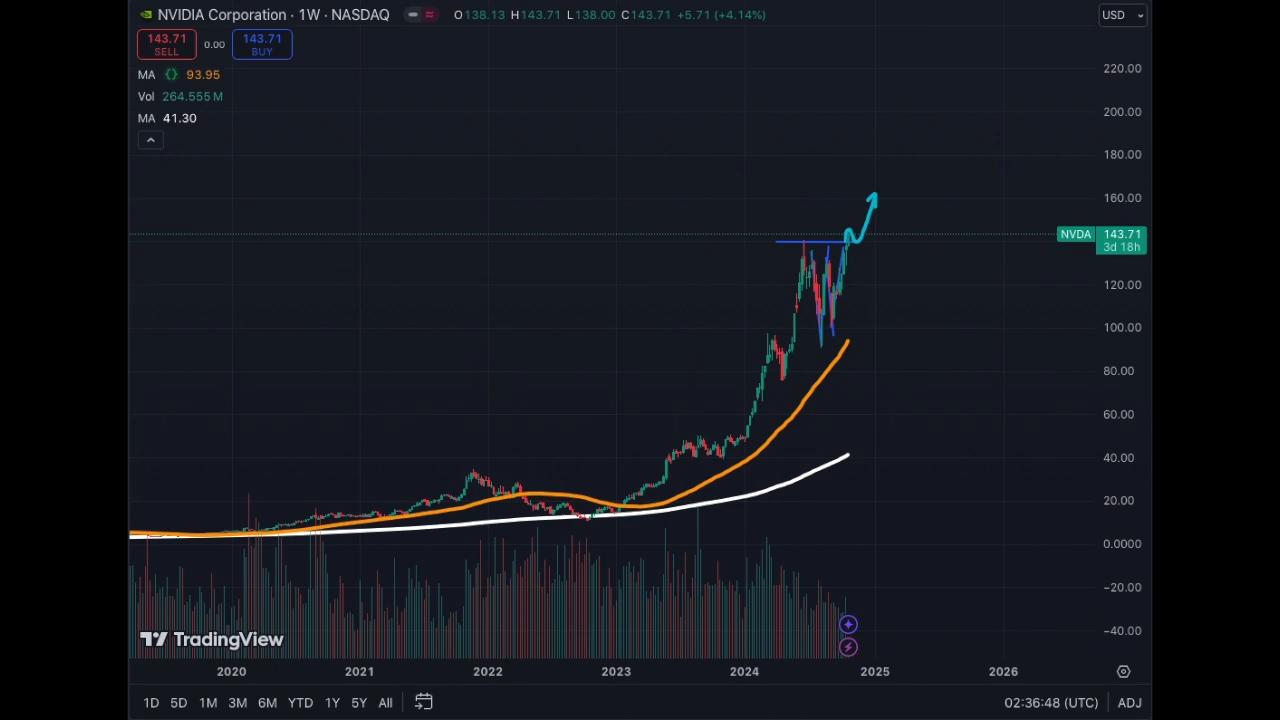 NVIDIA Corporation · 1W · NASDAQ
O138.13 H143.71 L138.00 C143.71 +5.71 (+4.14%)
USD
143.71
SELL
0.00
143.71
BUY
MA 93.95
Vol 264.555M
MA 41.30
220.00
200.00
180.00
160.00
NVDA 143.71
3d 18h
120.00
100.00
80.00
60.00
40.00
20.00
0.0000
−20.00
−40.00
TradingView
2020 2021 2022 2023 2024 2025 2026
1D 5D 1M 3M 6M YTD 1Y 5Y All
02:36:48 (UTC) ADJ